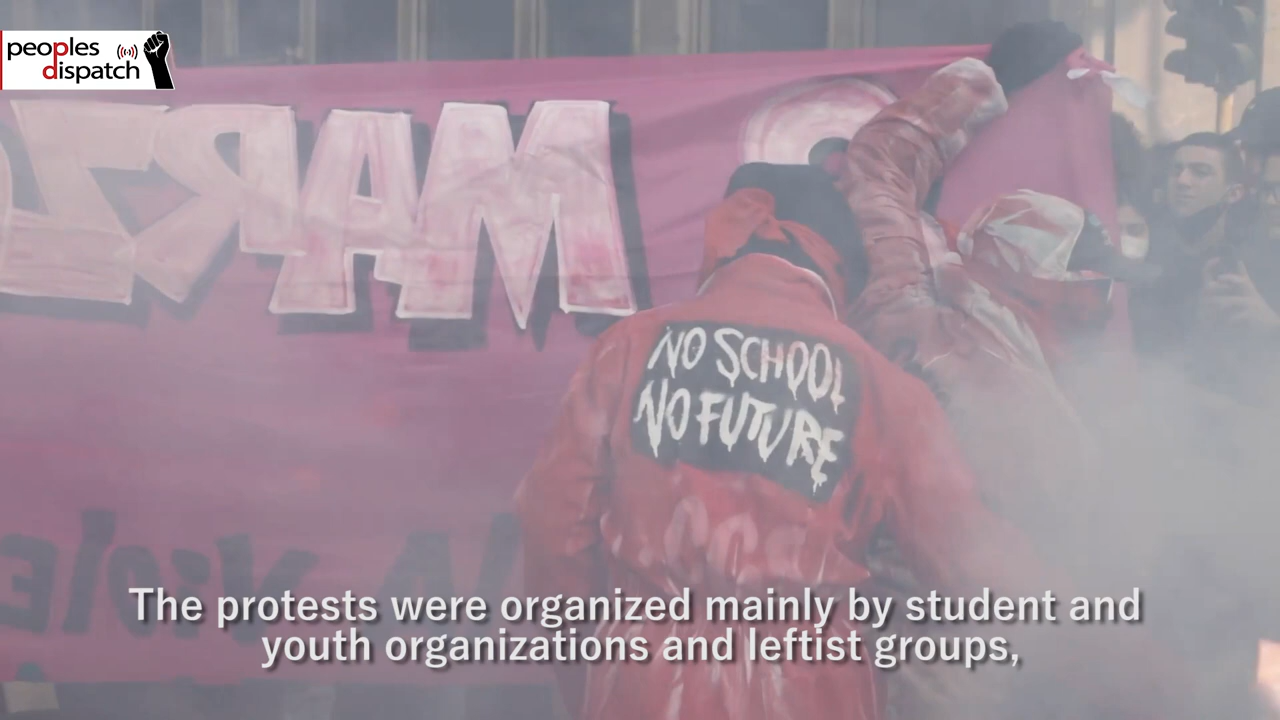 peoples
dispatch
MARZ
NO SCHOOL
NO FUTURE
The protests were organized mainly by student and
youth organizations and leftist groups,